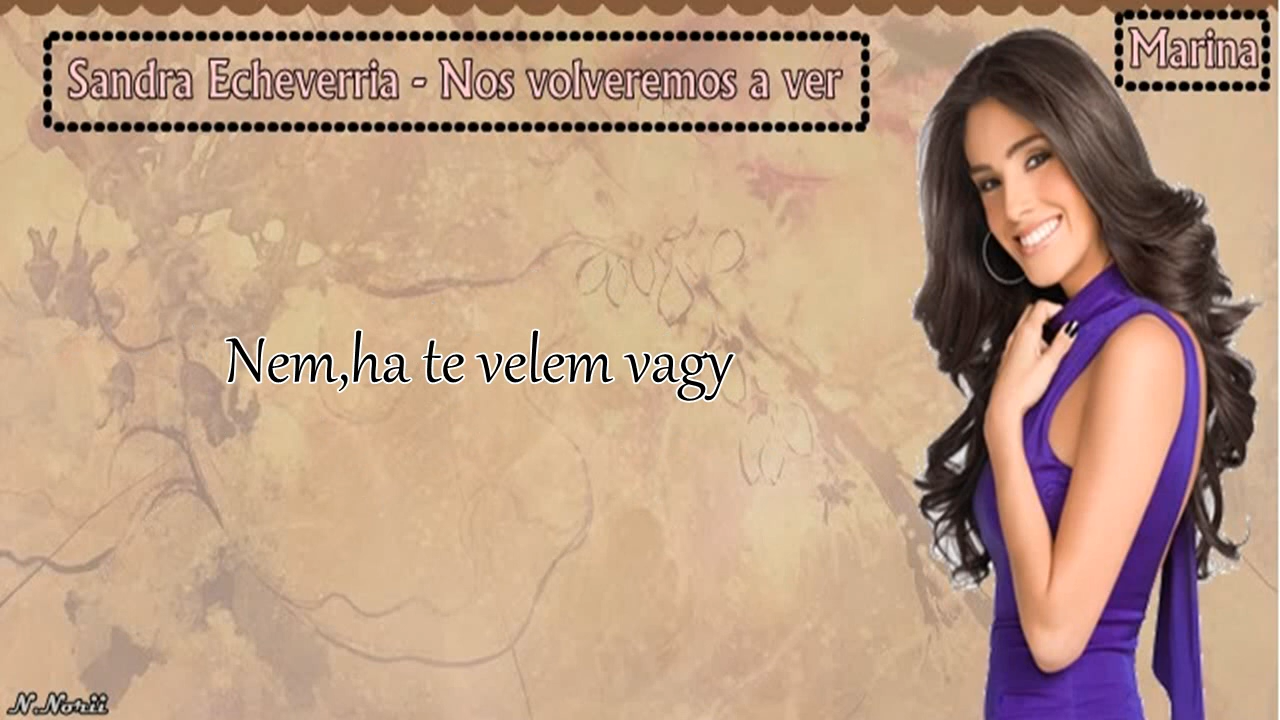 Sandra Echeverria - Nos volveremos a ver
Marina
Nem,ha te velem vagy
N.Norii